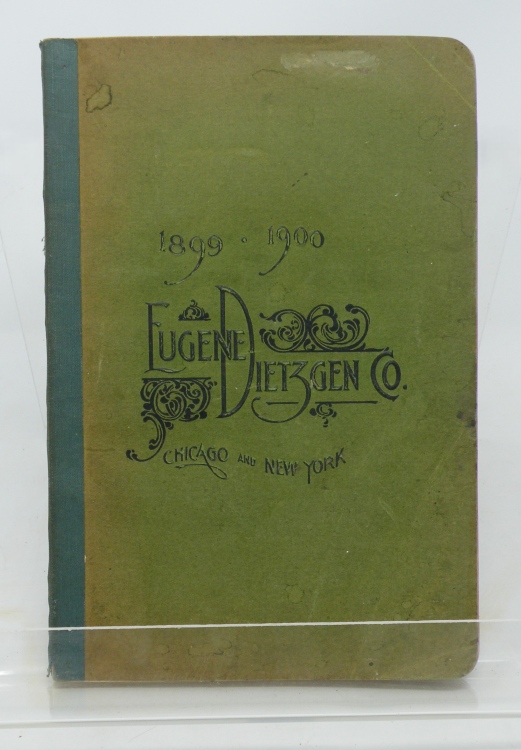 1899 · 1900
EUGENE DIETZGEN CO.
CHICAGO AND NEW YORK